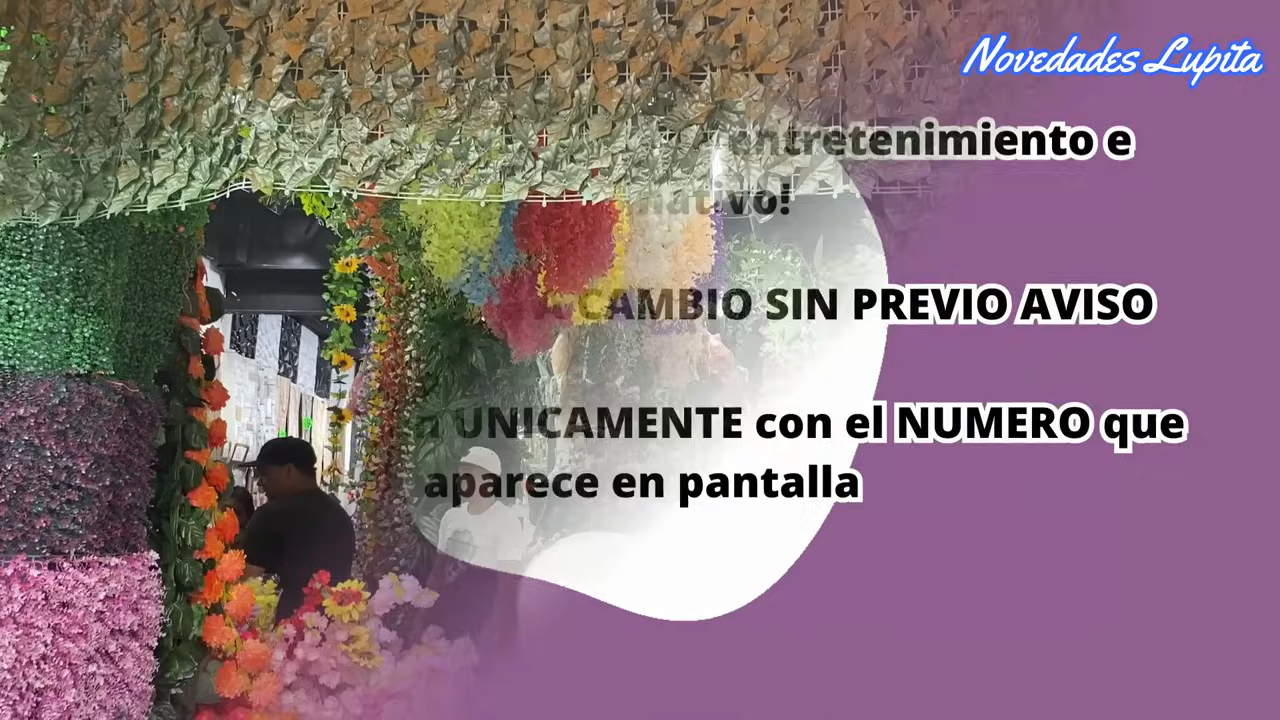 Novedades Lupita
entretenimiento e
A CAMBIO SIN PREVIO AVISO
UNICAMENTE con el NUMERO que
aparece en pantalla